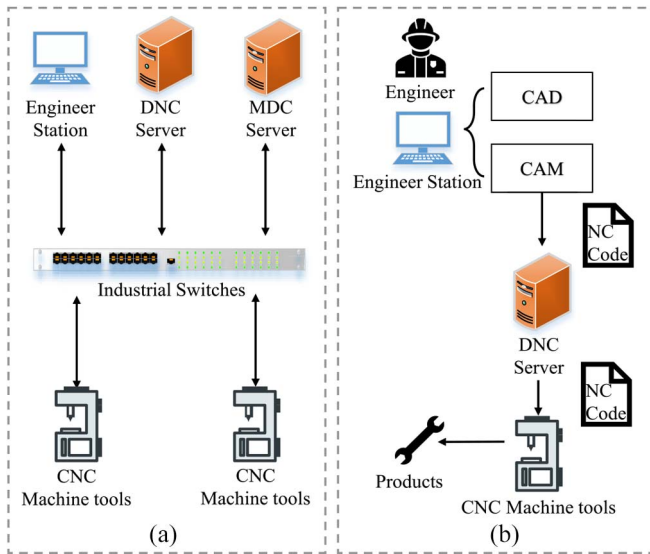 Engineer
Station
DNC
Server
MDC
Server
Industrial Switches
CNC
Machine tools
CNC
Machine tools
(a)
Engineer
Engineer Station
CAD
CAM
NC
Code
DNC
Server
NC
Code
Products
CNC Machine tools
(b)